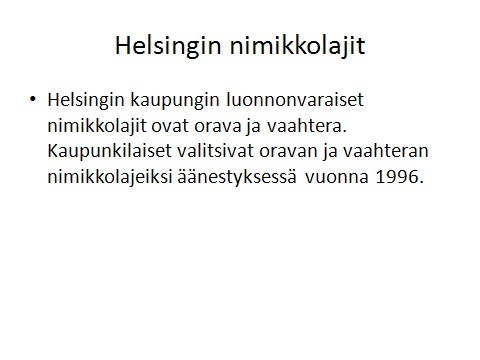 Helsingin nimikkolajit
• Helsingin kaupungin luonnonvaraiset
nimikkolajit ovat orava ja vaahtera.
Kaupunkilaiset valitsivat oravan ja vaahteran
nimikkolajeiksi äänestyksessä vuonna 1996.